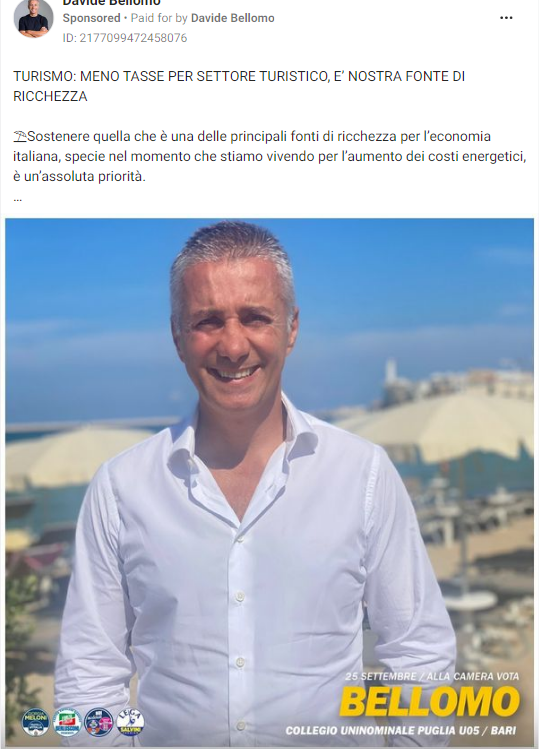 Davide Bellomo
Sponsored • Paid for by Davide Bellomo
ID: 2177099472458076
TURISMO: MENO TASSE PER SETTORE TURISTICO, E’ NOSTRA FONTE DI
RICCHEZZA
⛱Sostenere quella che è una delle principali fonti di ricchezza per l’economia
italiana, specie nel momento che stiamo vivendo per l’aumento dei costi energetici,
è un’assoluta priorità.
...
25 SETTEMBRE / ALLA CAMERA VOTA
BELLOMO
COLLEGIO UNINOMINALE PUGLIA U05 / BARI
MELONI
SALVINI